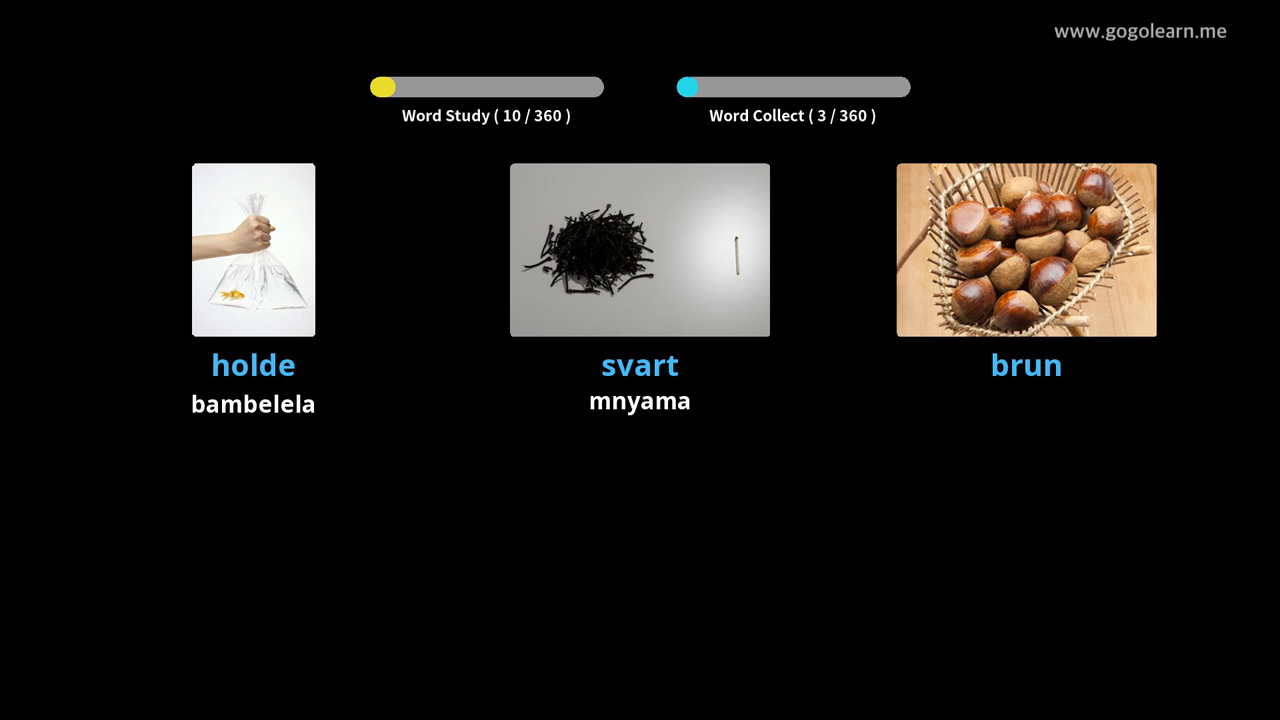 www.gogolearn.me
Word Study ( 10 / 360 )
Word Collect ( 3 / 360 )
holde
svart
brun
bambelela
mnyama